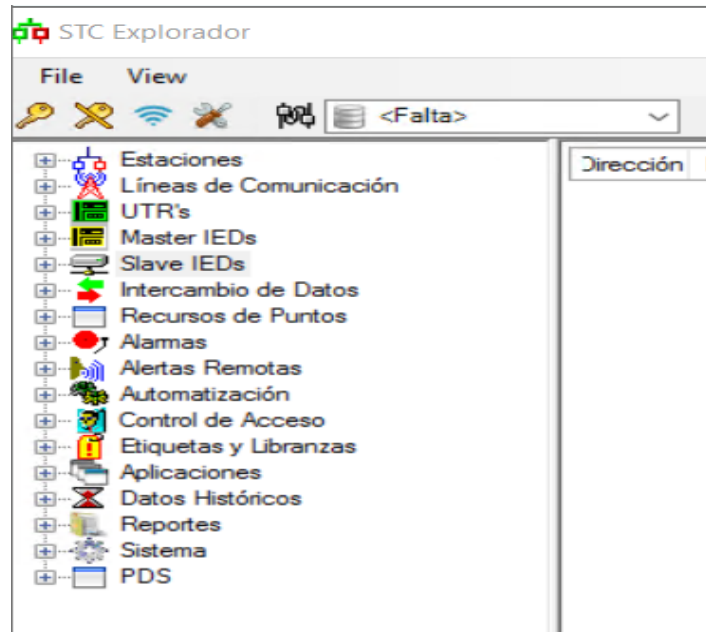 STC Explorador
File View
<Falta>
Estaciones
Líneas de Comunicación
UTR's
Master IEDs
Slave IEDs
Intercambio de Datos
Recursos de Puntos
Alarmas
Alertas Remotas
Automatización
Control de Acceso
Etiquetas y Libranzas
Aplicaciones
Datos Históricos
Reportes
Sistema
PDS
Dirección